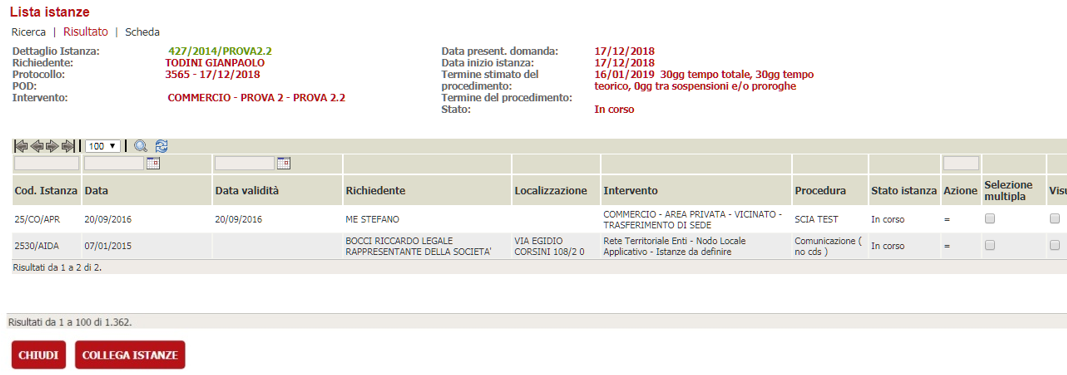 Lista istanze
Ricerca | Risultato | Scheda
Dettaglio Istanza: 427/2014/PROVA2.2
Richiedente: TODINI GIANPAOLO
Protocollo: 3565 - 17/12/2018
POD:
Intervento: COMMERCIO - PROVA 2 - PROVA 2.2
Data present. domanda: 17/12/2018
Data inizio istanza: 17/12/2018
Termine stimato del 16/01/2019 30gg tempo totale, 30gg tempo
procedimento: teorico, 0gg tra sospensioni e/o proroghe
Termine del procedimento:
Stato: In corso
100
Cod. Istanza Data Data validità Richiedente Localizzazione Intervento Procedura Stato istanza Azione Selezione multipla Visu
25/CO/APR 20/09/2016 20/09/2016 ME STEFANO COMMERCIO - AREA PRIVATA - VICINATO - SCIA TEST In corso =
TRASFERIMENTO DI SEDE
2530/AIDA 07/01/2015 BOCCI RICCARDO LEGALE VIA EGIDIO Rete Territoriale Enti - Nodo Locale Comunicazione ( In corso =
RAPPRESENTANTE DELLA SOCIETA' CORSINI 108/2 0 Applicativo - Istanze da definire no cds )
Risultati da 1 a 2 di 2.
Risultati da 1 a 100 di 1.362.
CHIUDI COLLEGA ISTANZE